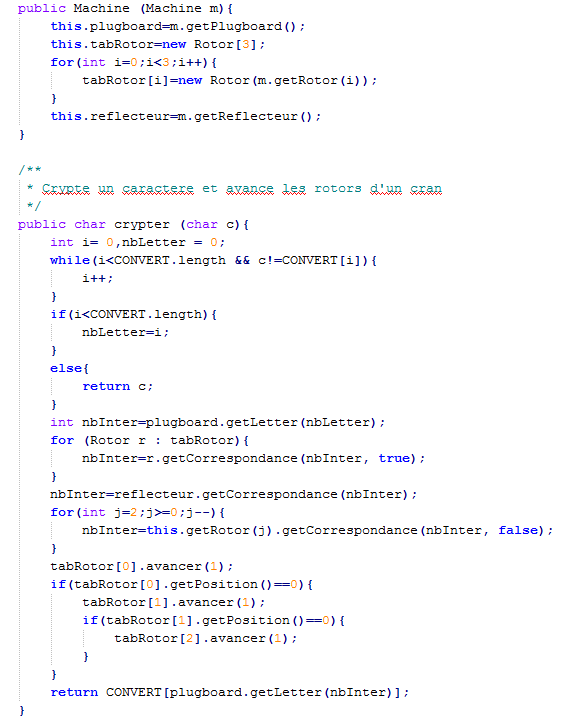 public Machine (Machine m){
    this.plugboard=m.getPlugboard();
    this.tabRotor=new Rotor[3];
    for(int i=0;i<3;i++){
        tabRotor[i]=new Rotor(m.getRotor(i));
    }
    this.reflecteur=m.getReflecteur();
}

/**
 * Crypte un caractere et avance les rotors d'un cran
 */
public char crypter (char c){
    int i= 0,nbLetter = 0;
    while(i<CONVERT.length && c!=CONVERT[i]){
        i++;
    }
    if(i<CONVERT.length){
        nbLetter=i;
    }
    else{
        return c;
    }
    int nbInter=plugboard.getLetter(nbLetter);
    for (Rotor r : tabRotor){
        nbInter=r.getCorrespondance(nbInter, true);
    }
    nbInter=reflecteur.getCorrespondance(nbInter);
    for(int j=2;j>=0;j--){
        nbInter=this.getRotor(j).getCorrespondance(nbInter, false);
    }
    tabRotor[0].avancer(1);
    if(tabRotor[0].getPosition()==0){
        tabRotor[1].avancer(1);
        if(tabRotor[1].getPosition()==0){
            tabRotor[2].avancer(1);
        }
    }
    return CONVERT[plugboard.getLetter(nbInter)];
}